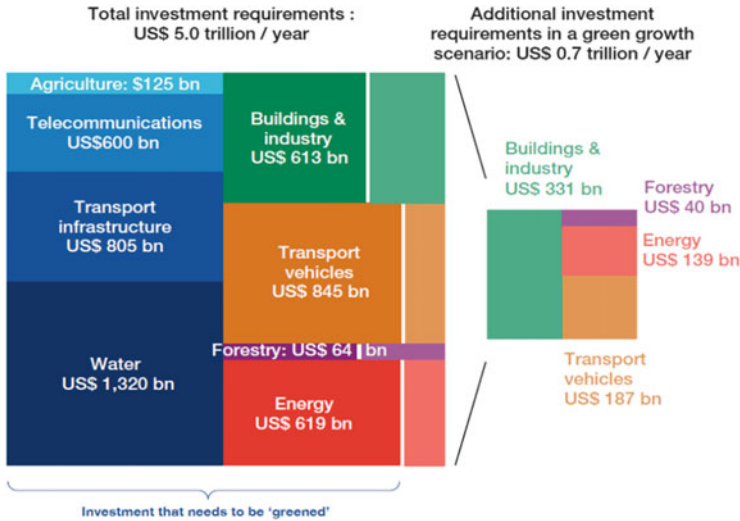 Total investment requirements :
US$ 5.0 trillion / year
Additional investment
requirements in a green growth
scenario: US$ 0.7 trillion / year
Agriculture: $125 bn
Telecommunications
US$600 bn
Transport
infrastructure
US$ 805 bn
Water
US$ 1,320 bn
Buildings &
industry
US$ 613 bn
Transport
vehicles
US$ 845 bn
Forestry: US$ 64 bn
Energy
US$ 619 bn
Buildings &
industry
US$ 331 bn
Forestry
US$ 40 bn
Energy
US$ 139 bn
Transport
vehicles
US$ 187 bn
Investment that needs to be ‘greened’